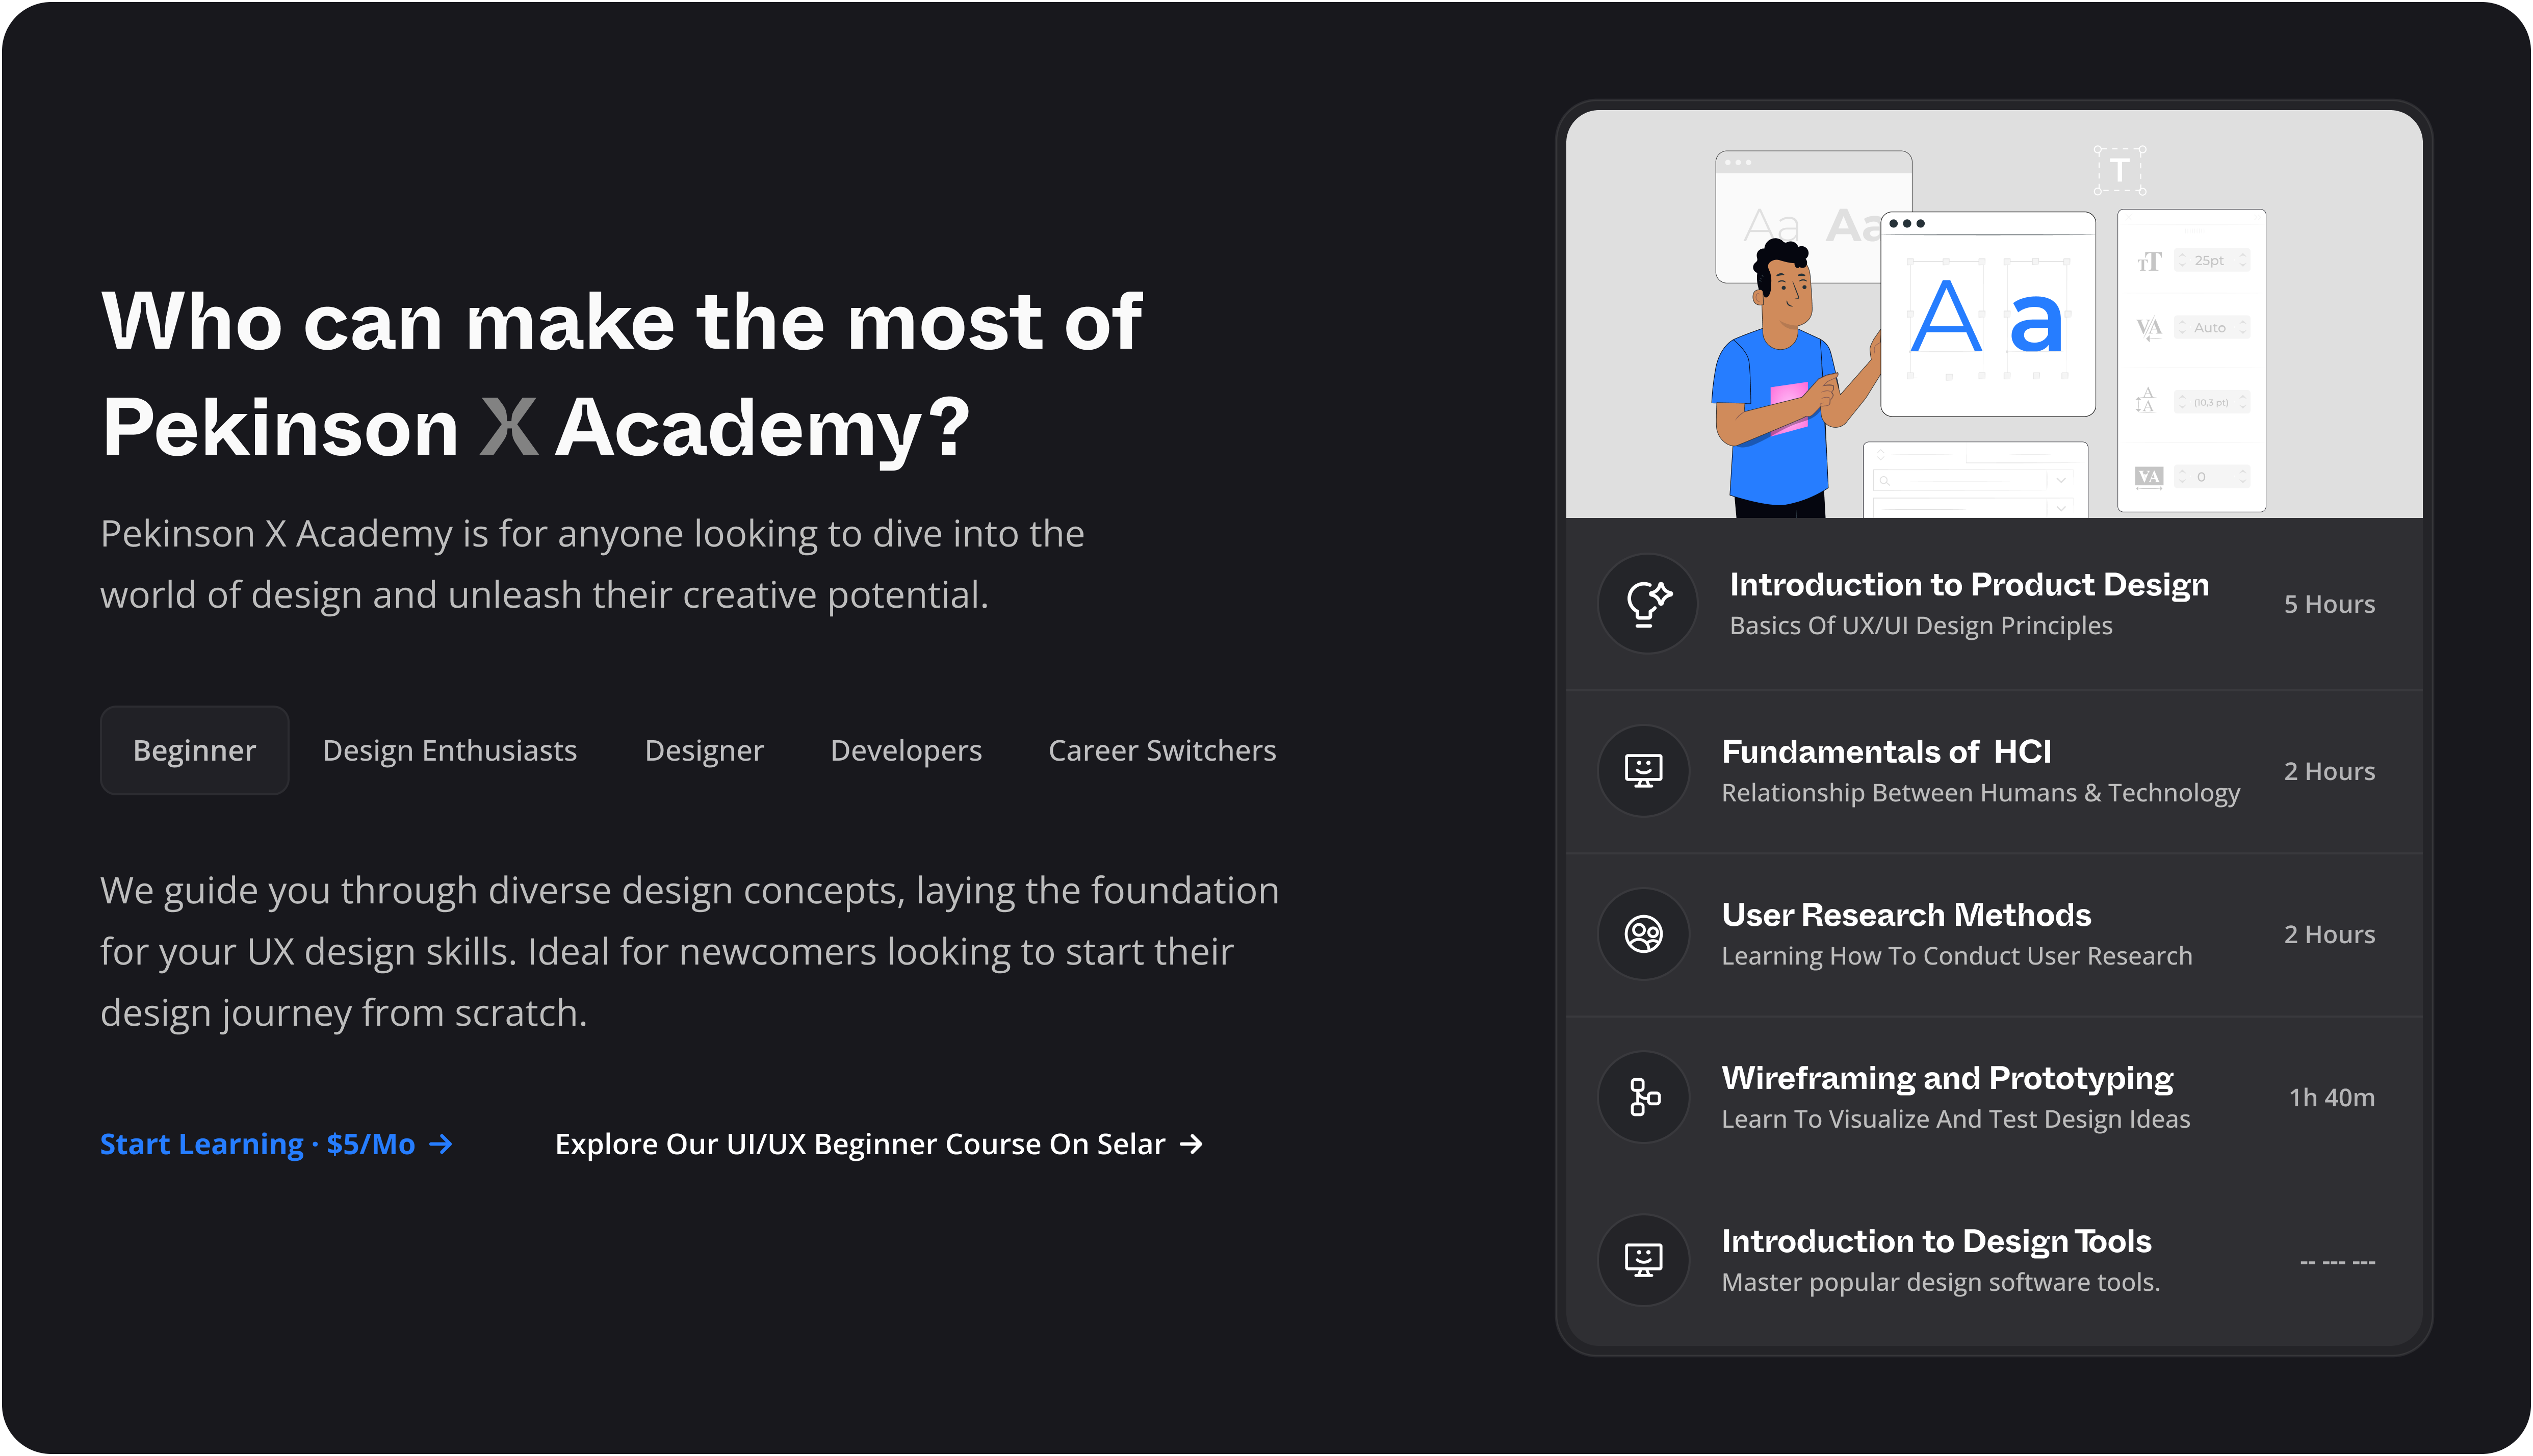 Who can make the most of
Pekinson X Academy?
Pekinson X Academy is for anyone looking to dive into the
world of design and unleash their creative potential.
Beginner
Design Enthusiasts
Designer
Developers
Career Switchers
We guide you through diverse design concepts, laying the foundation
for your UX design skills. Ideal for newcomers looking to start their
design journey from scratch.
Start Learning · $5/Mo →
Explore Our UI/UX Beginner Course On Selar →
Aa Aa
T
A a
TT 25pt
VA Auto
A
A (10,3 pt)
VA 0
Introduction to Product Design
Basics Of UX/UI Design Principles
5 Hours
Fundamentals of HCI
Relationship Between Humans & Technology
2 Hours
User Research Methods
Learning How To Conduct User Research
2 Hours
Wireframing and Prototyping
Learn To Visualize And Test Design Ideas
1h 40m
Introduction to Design Tools
Master popular design software tools.
-- --- ---